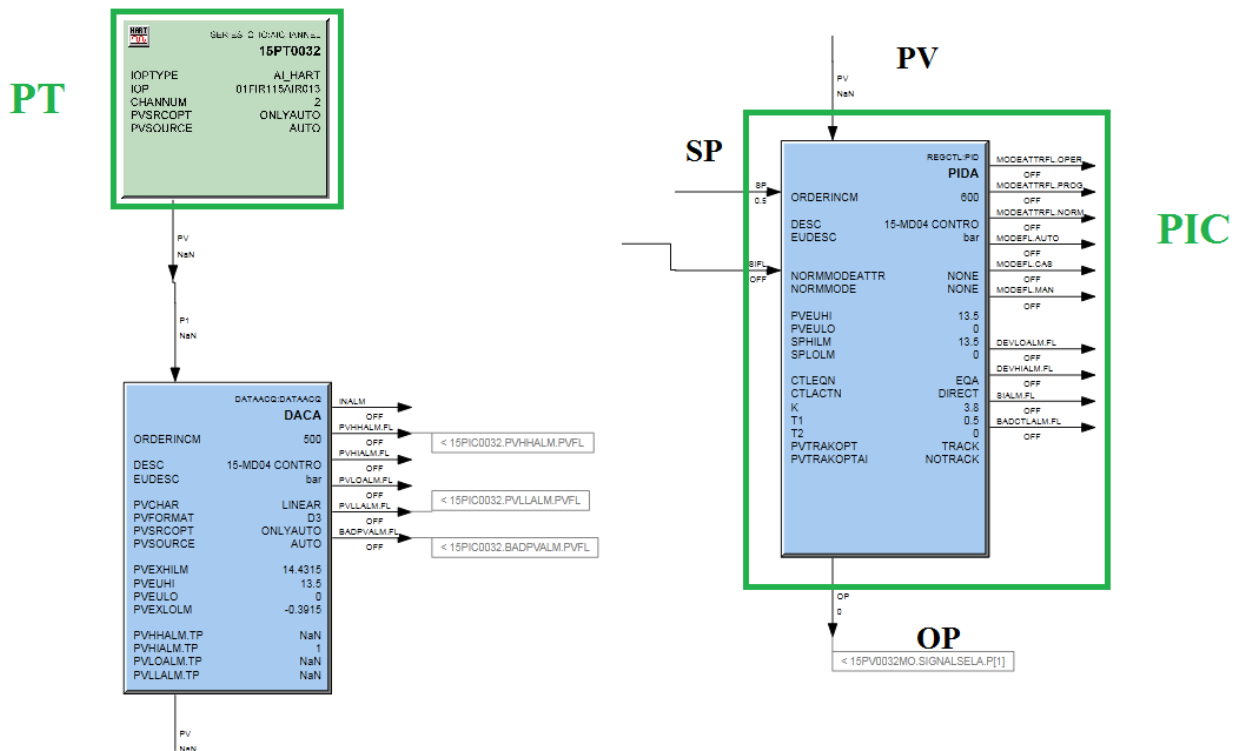 HART
SERIES_C_IO:AICHANNEL
15PT0032
IOPTYPE AI_HART
IOP 01FIR115AIR013
CHANNUM 2
PVSRCOPT ONLYAUTO
PVSOURCE AUTO
PT
PV
NaN
P1
NaN
DATAACQ:DATAACQ
DACA
ORDERINCM 500
DESC 15-MD04 CONTRO
EUDESC bar
PVCHAR LINEAR
PVFORMAT D3
PVSRCOPT ONLYAUTO
PVSOURCE AUTO
PVEXHILM 14.4315
PVEUHI 13.5
PVEULO 0
PVEXLOLM -0.3915
PVHHALM.TP NaN
PVHIALM.TP 1
PVLOALM.TP NaN
PVLLALM.TP NaN
INALM
OFF
PVHHALM.FL
OFF
< 15PIC0032.PVHHALM.PVFL
PVHIALM.FL
OFF
PVLOALM.FL
OFF
PVLLALM.FL
OFF
< 15PIC0032.PVLLALM.PVFL
BADPVALM.FL
OFF
< 15PIC0032.BADPVALM.PVFL
PV
NaN
PV
PV
NaN
SP
SP
0.5
SIFL
OFF
REGCTL:PID
PIDA
ORDERINCM 600
DESC 15-MD04 CONTRO
EUDESC bar
NORMMODEATTR NONE
NORMMODE NONE
PVEUHI 13.5
PVEULO 0
SPHILM 13.5
SPLOLM 0
CTLEQN EQA
CTLACTN DIRECT
K 3.8
T1 0.5
T2 0
PVTRAKOPT TRACK
PVTRAKOPTAI NOTRACK
MODEATTRFL.OPER
OFF
MODEATTRFL.PROG
OFF
MODEATTRFL.NORM
OFF
MODEFL.AUTO
OFF
MODEFL.CAS
OFF
MODEFL.MAN
OFF
DEVLOALM.FL
OFF
DEVHIALM.FL
OFF
SIALM.FL
OFF
BADCTLALM.FL
OFF
PIC
OP
0
OP
< 15PV0032MO.SIGNALSELA.P[1]